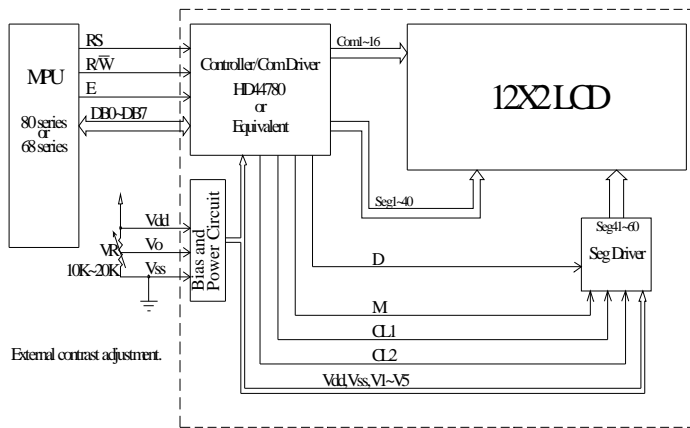 MPU
80 series
or
68 series
RS
R/W̅
E
DB0~DB7
Controller/Com Driver
HD44780
or
Equivalent
Com1~16
12X2 LCD
Seg1~40
Seg41~60
Seg Driver
Vdd
Vo
Vss
VR
10K~20K
Bias and
Power Circuit
D
M
CL1
CL2
Vdd,Vss,V1~V5
External contrast adjustment.